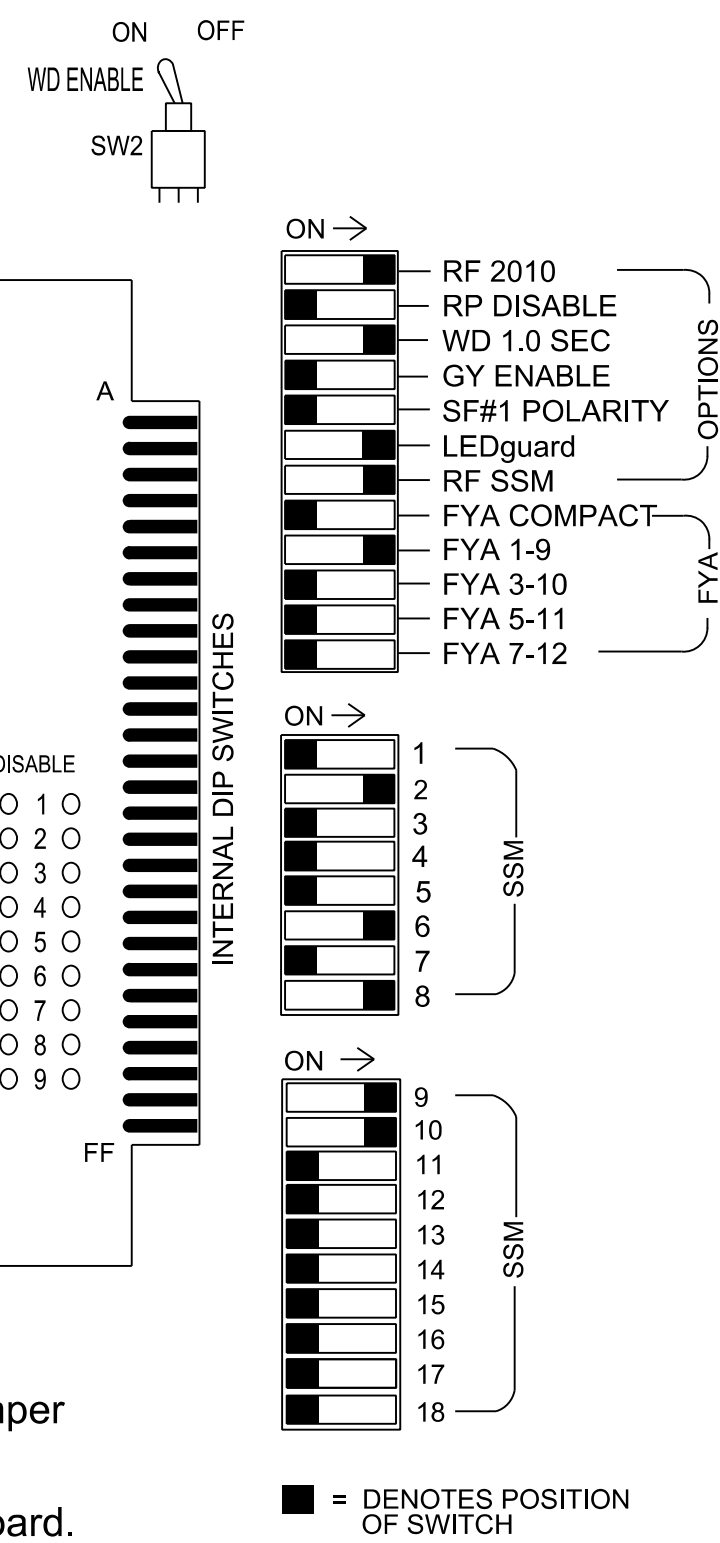 ON OFF
WD ENABLE
SW2
ON →
RF 2010
RP DISABLE
WD 1.0 SEC
GY ENABLE
SF#1 POLARITY
LEDguard
RF SSM
OPTIONS
FYA COMPACT
FYA 1-9
FYA 3-10
FYA 5-11
FYA 7-12
FYA
A
FF
INTERNAL DIP SWITCHES
1
2
3
4
5
6
7
8
9
ON →
1
2
3
4
5
6
7
8
SSM
ON →
9
10
11
12
13
14
15
16
17
18
SSM
oard.
= DENOTES POSITION
OF SWITCH